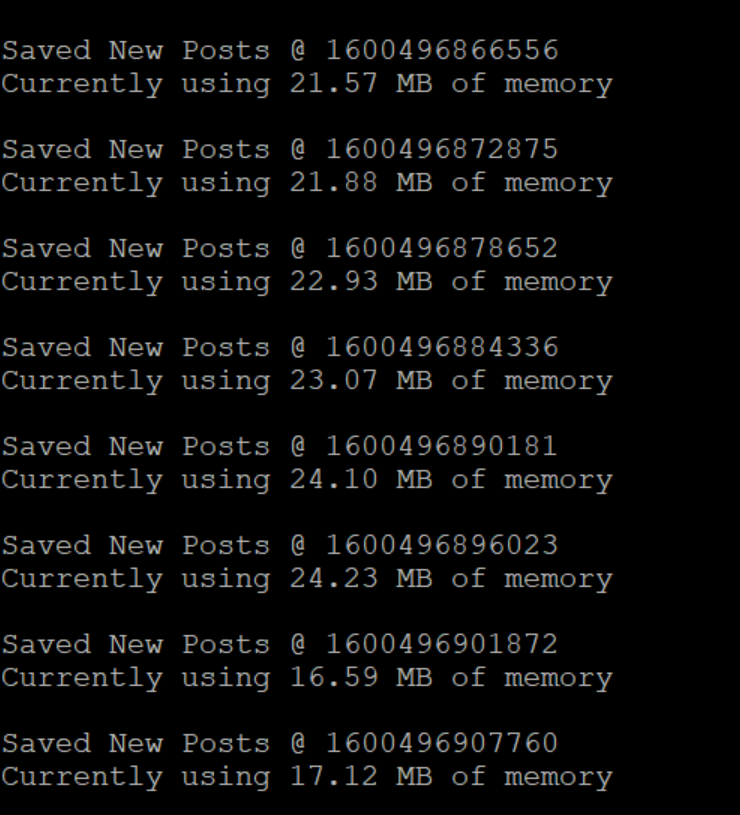 Saved New Posts @ 1600496866556
Currently using 21.57 MB of memory
Saved New Posts @ 1600496872875
Currently using 21.88 MB of memory
Saved New Posts @ 1600496878652
Currently using 22.93 MB of memory
Saved New Posts @ 1600496884336
Currently using 23.07 MB of memory
Saved New Posts @ 1600496890181
Currently using 24.10 MB of memory
Saved New Posts @ 1600496896023
Currently using 24.23 MB of memory
Saved New Posts @ 1600496901872
Currently using 16.59 MB of memory
Saved New Posts @ 1600496907760
Currently using 17.12 MB of memory